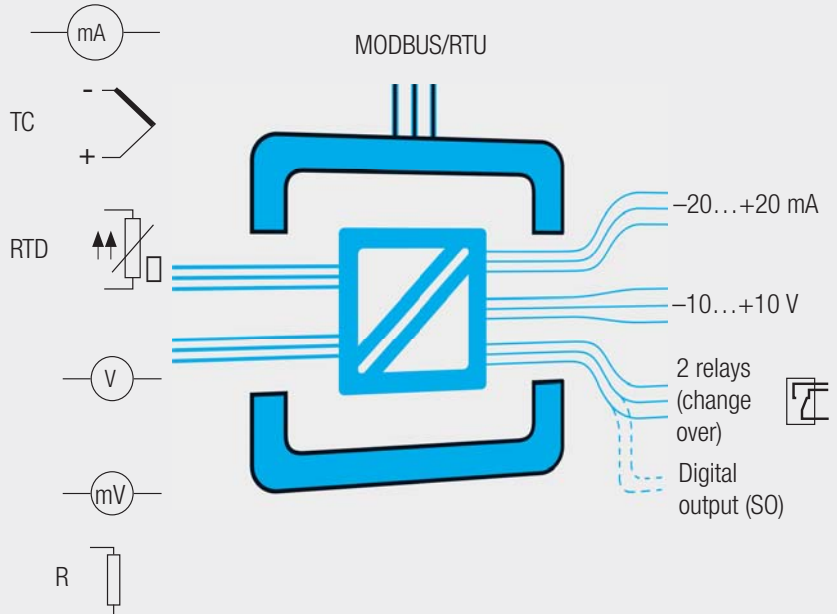 mA
MODBUS/RTU
TC
-
+
RTD
–20…+20 mA
–10…+10 V
V
2 relays
(change
over)
mV
Digital
output (SO)
R